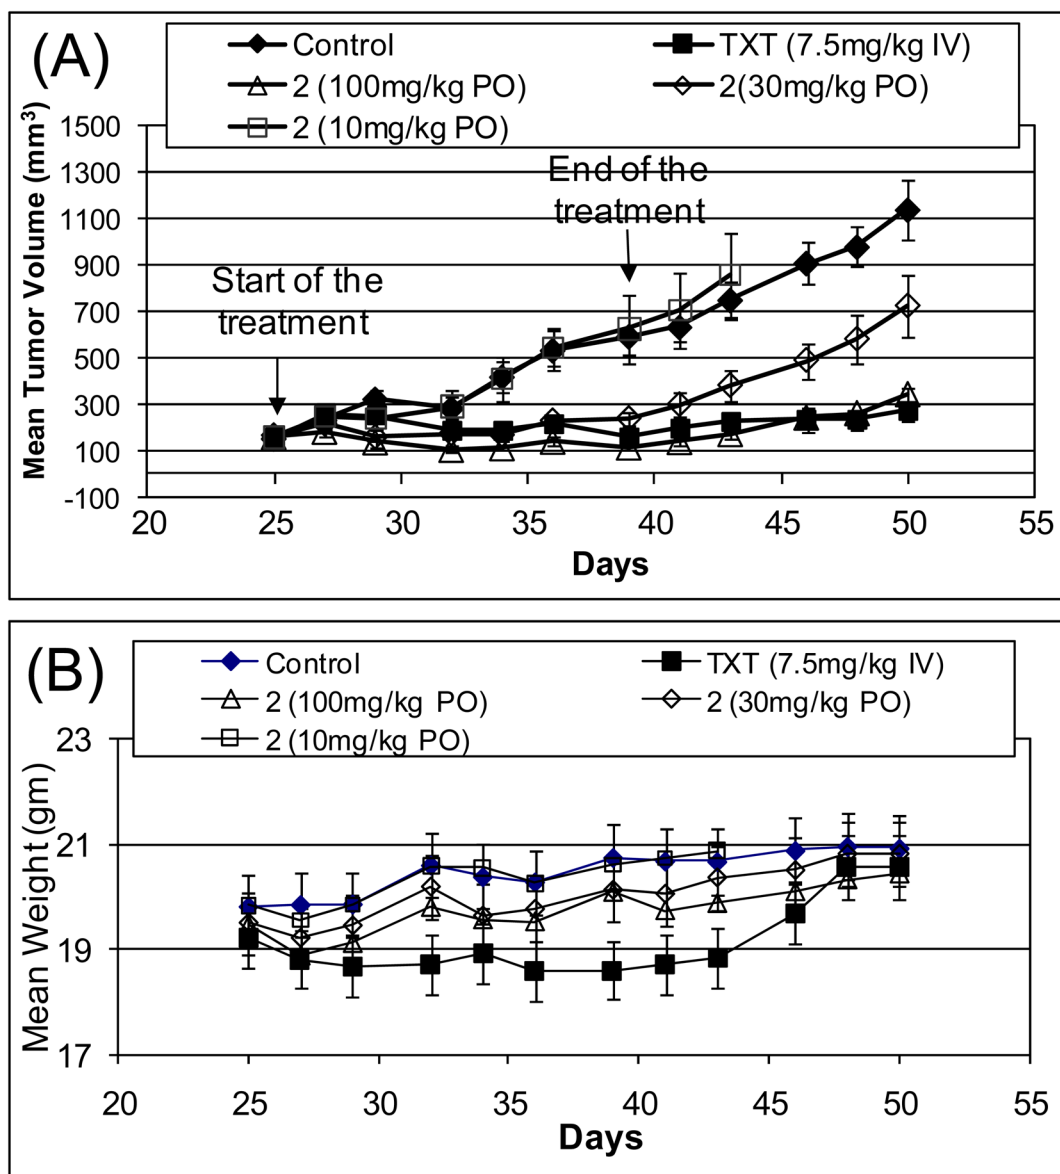 (A)
Control TXT (7.5mg/kg IV)
2 (100mg/kg PO) 2(30mg/kg PO)
2 (10mg/kg PO)
Mean Tumor Volume (mm³)
1500
1300
1100
900
700
500
300
100
-100
End of the
treatment
Start of the
treatment
20 25 30 35 40 45 50 55
Days
(B)
Control TXT (7.5mg/kg IV)
2 (100mg/kg PO) 2 (30mg/kg PO)
2 (10mg/kg PO)
Mean Weight (gm)
23
21
19
17
20 25 30 35 40 45 50 55
Days